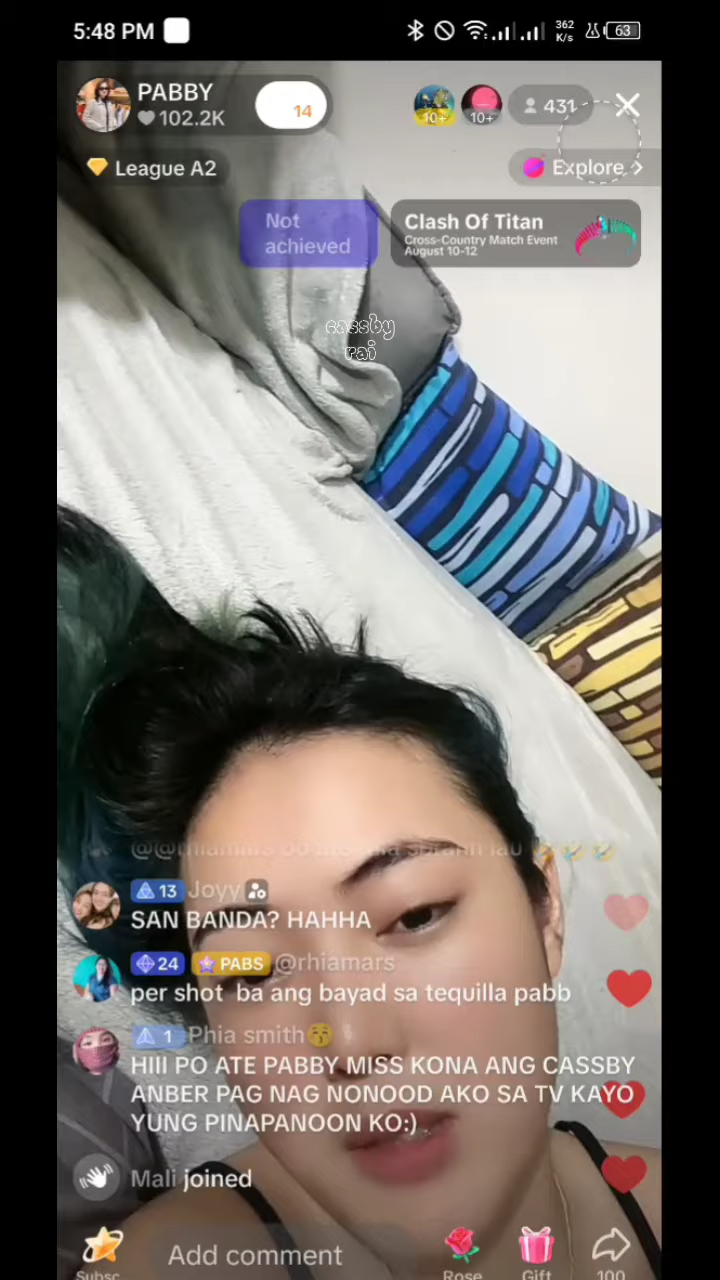 5:48 PM
362
K/s
63
PABBY
102.2K
14
10+
10+
431
League A2
Explore
Not
achieved
Clash Of Titan
Cross-Country Match Event
August 10-12
cassby
rai
13 Joyy
SAN BANDA? HAHHA
24 PABS @rhiamars
per shot ba ang bayad sa tequilla pabb
1 Phia smith
HIII PO ATE PABBY MISS KONA ANG CASSBY
ANBER PAG NAG NONOOD AKO SA TV KAYO
YUNG PINAPANOON KO:)
Mali joined
Add comment
Subsc
Rose
Gift
100